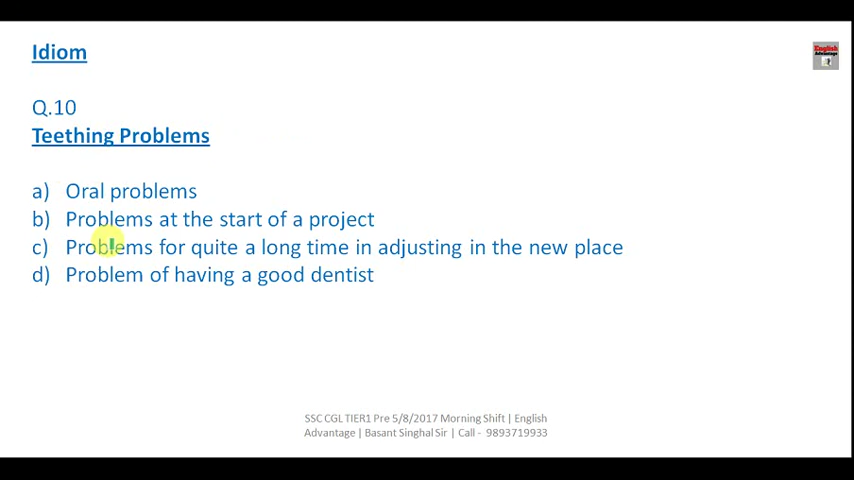 Idiom
English
Advantage
Q.10
Teething Problems
a) Oral problems
b) Problems at the start of a project
c) Problems for quite a long time in adjusting in the new place
d) Problem of having a good dentist
SSC CGL TIER1 Pre 5/8/2017 Morning Shift | English
Advantage | Basant Singhal Sir | Call - 9893719933